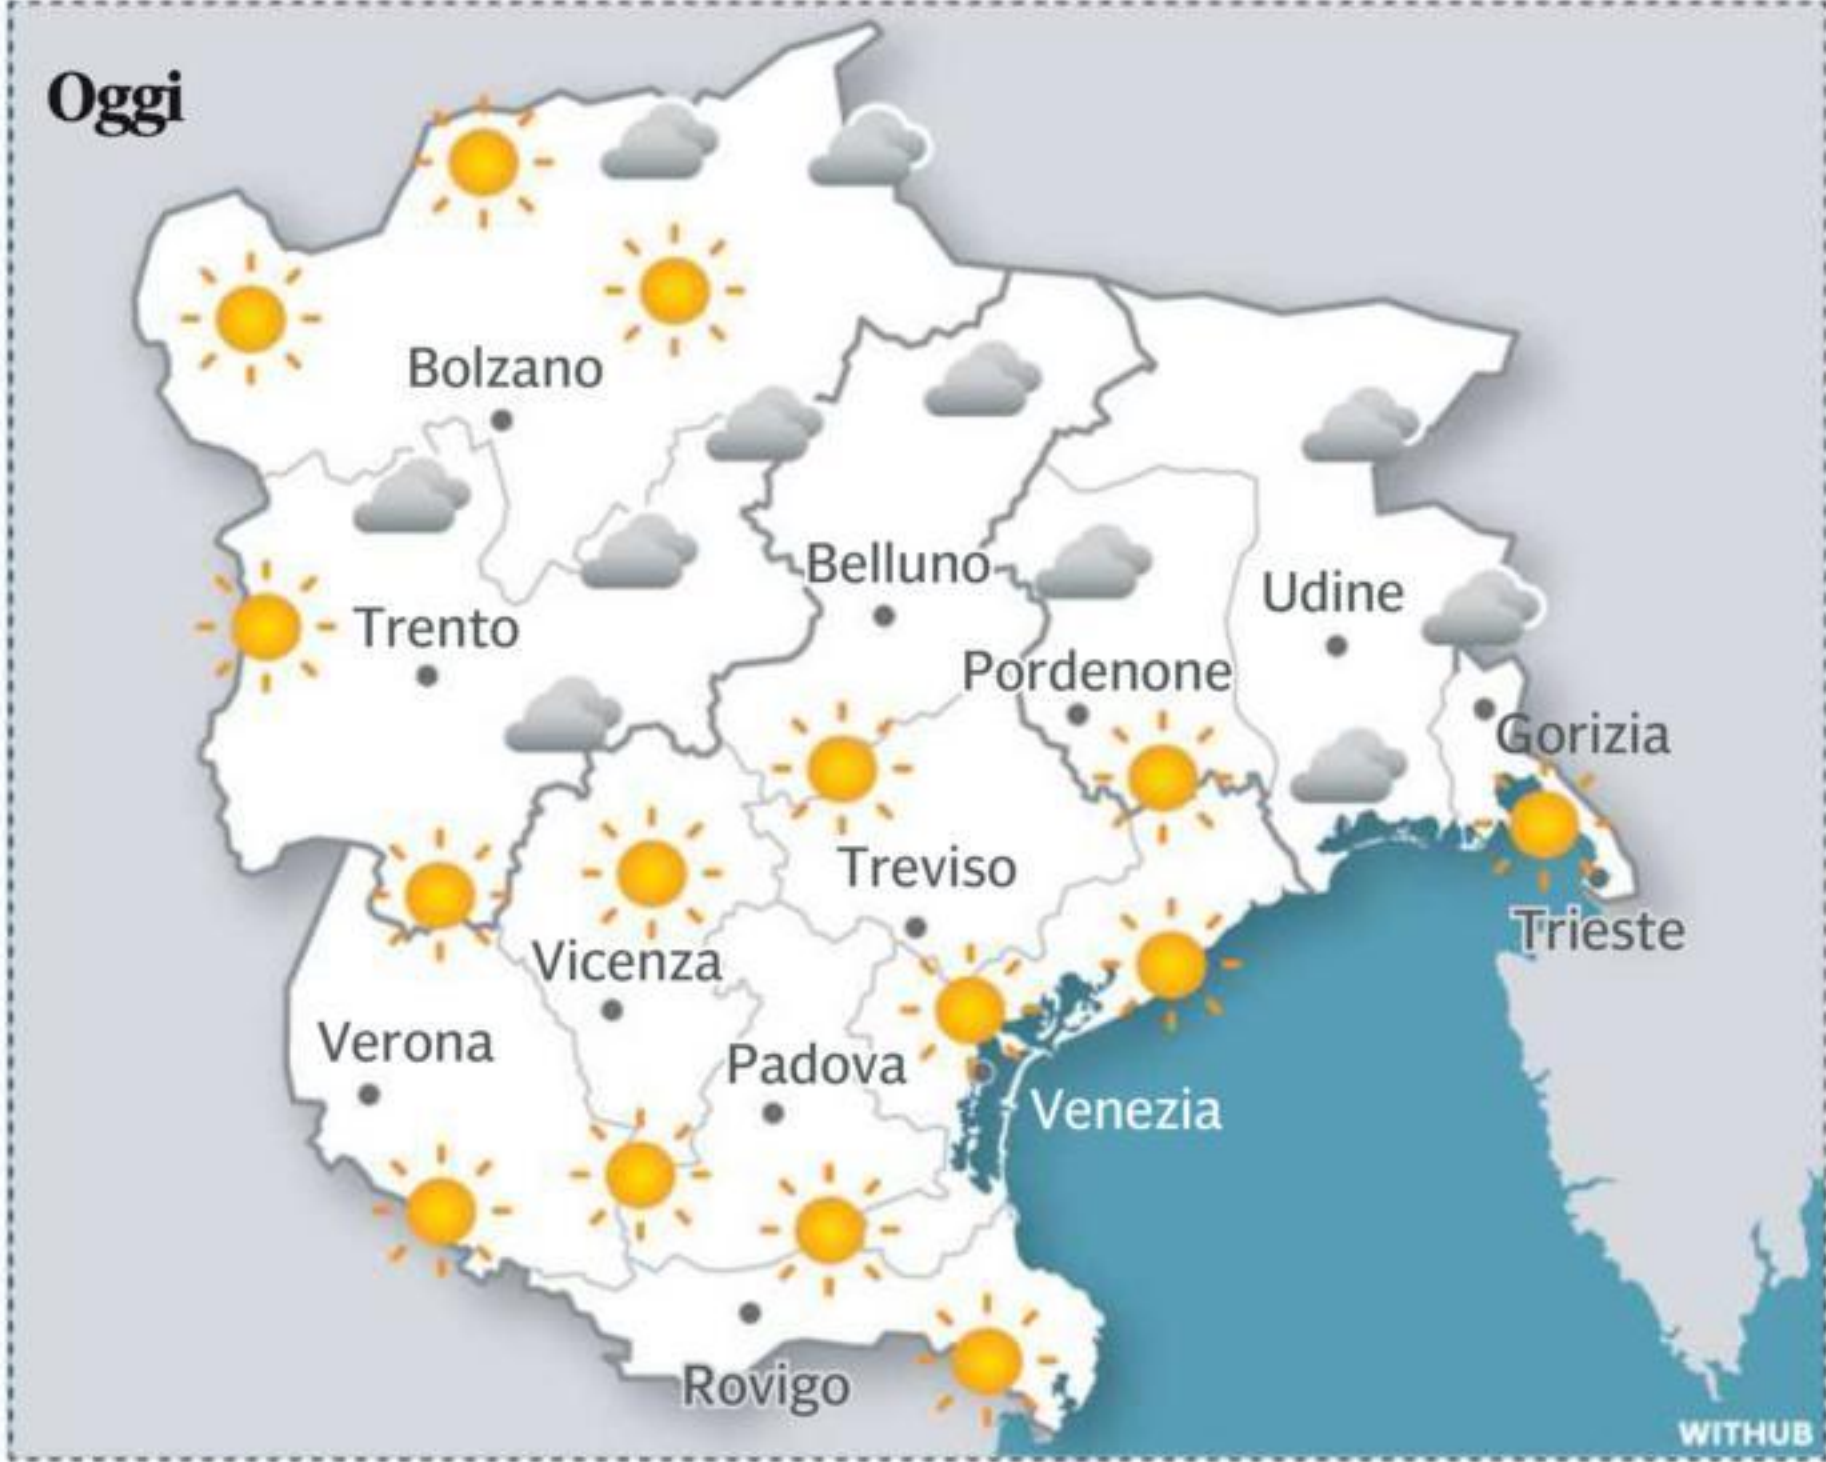 Oggi
Bolzano
Belluno
Udine
Trento
Pordenone
Gorizia
Treviso
Trieste
Vicenza
Verona
Padova
Venezia
Rovigo
WITHUB